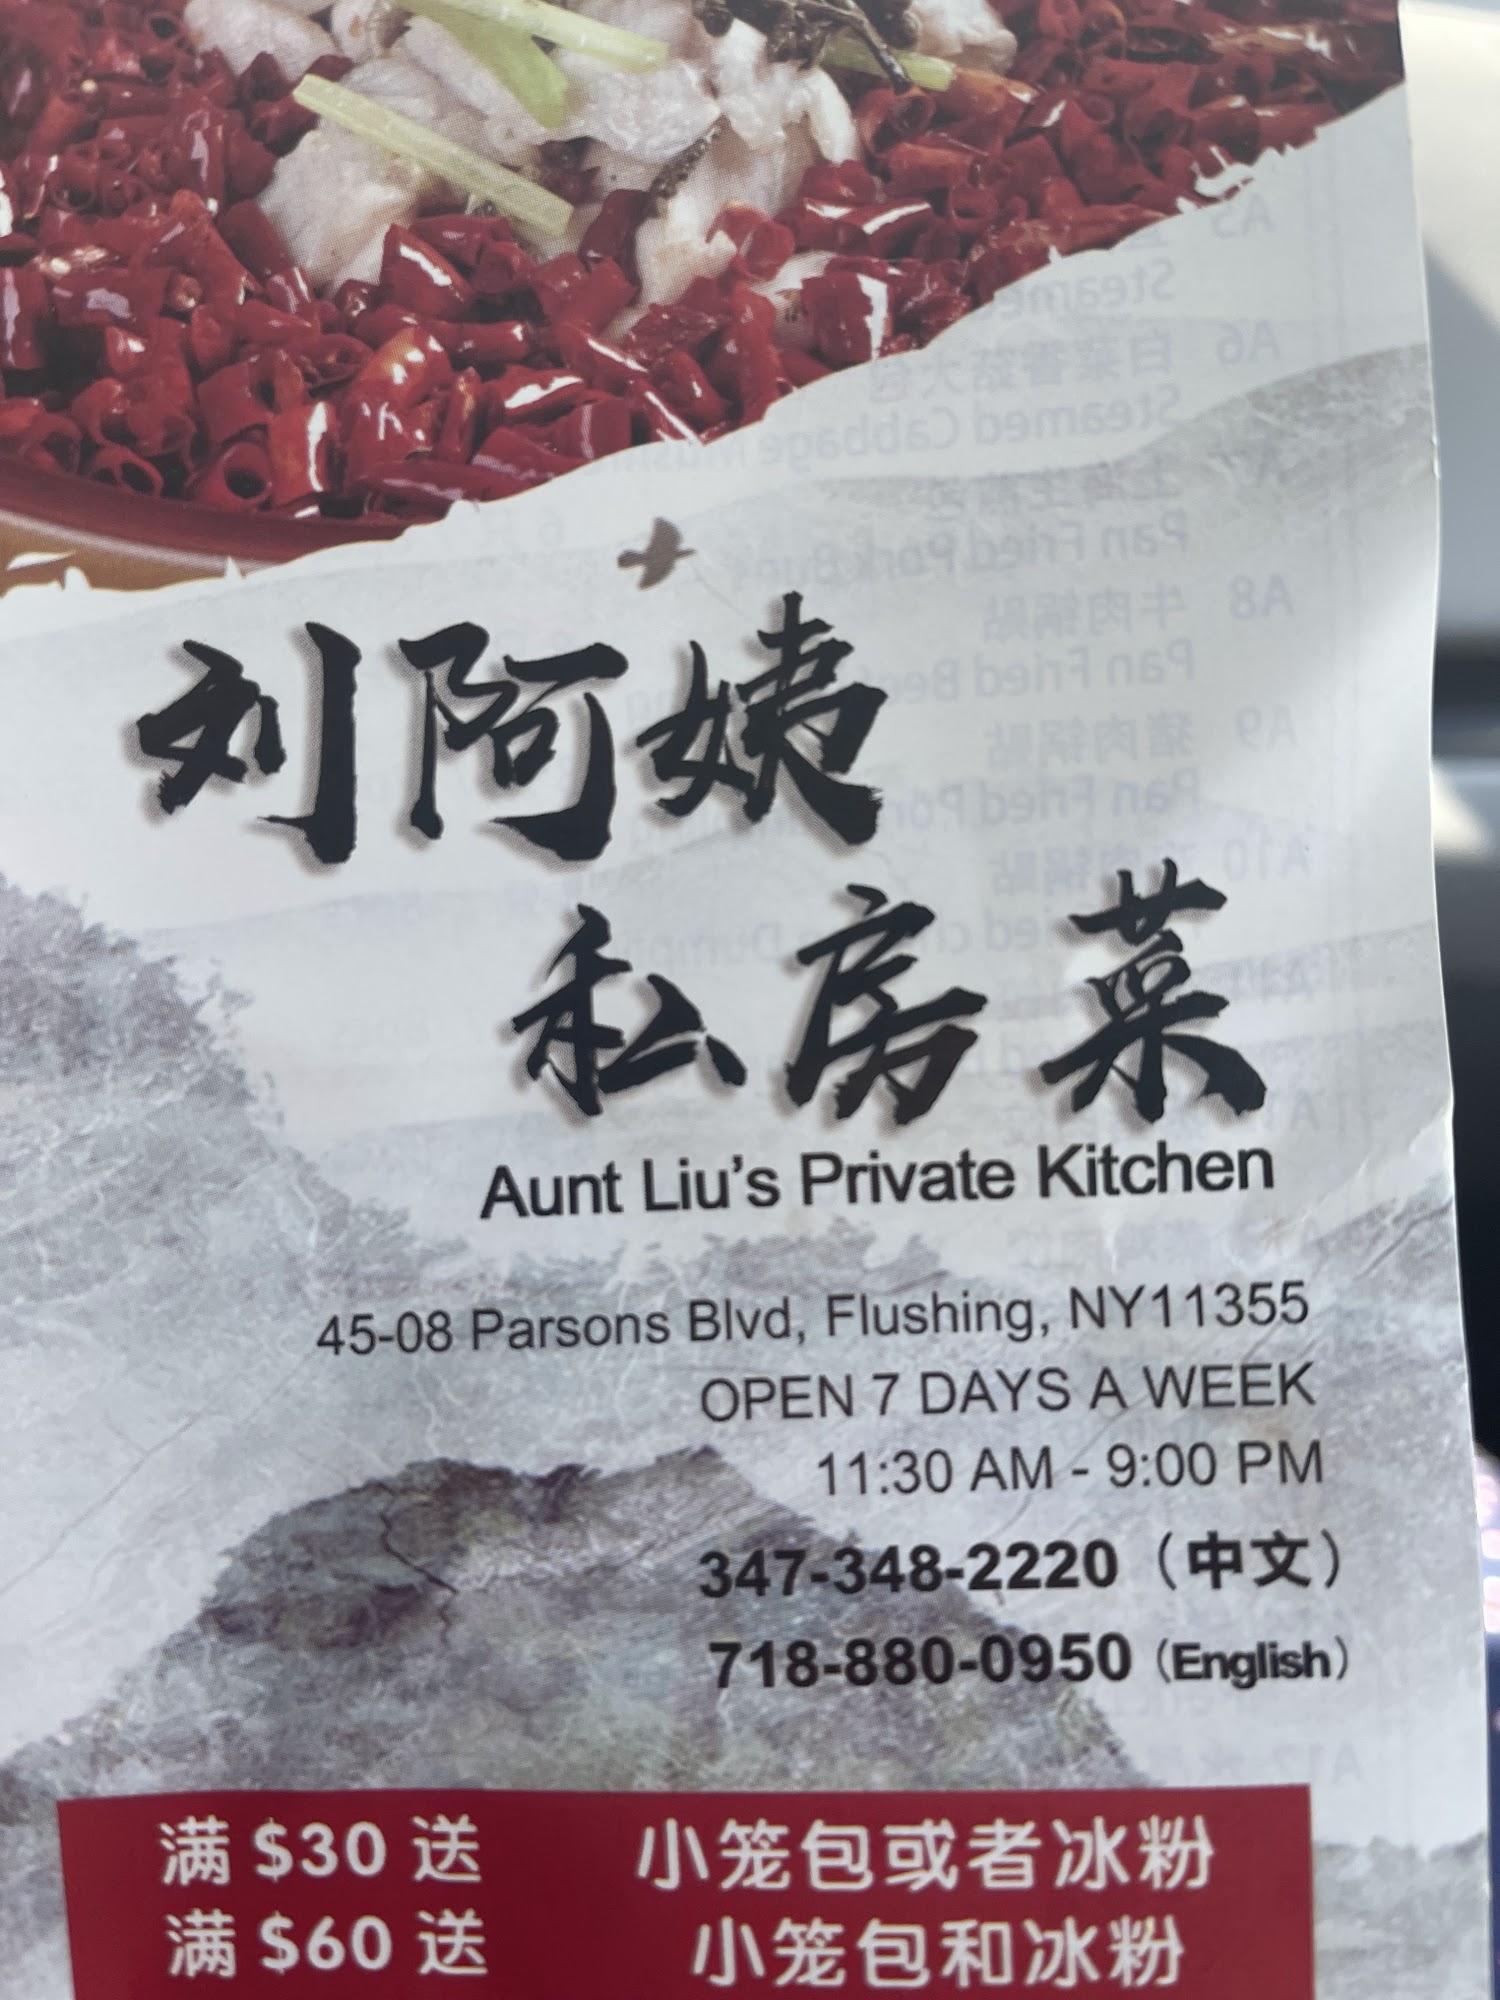 刘阿姨
私房菜
Aunt Liu's Private Kitchen
45-08 Parsons Blvd, Flushing, NY11355
OPEN 7 DAYS A WEEK
11:30 AM - 9:00 PM
347-348-2220（中文）
718-880-0950（English）
满 $30 送 小笼包或者冰粉
满 $60 送 小笼包和冰粉